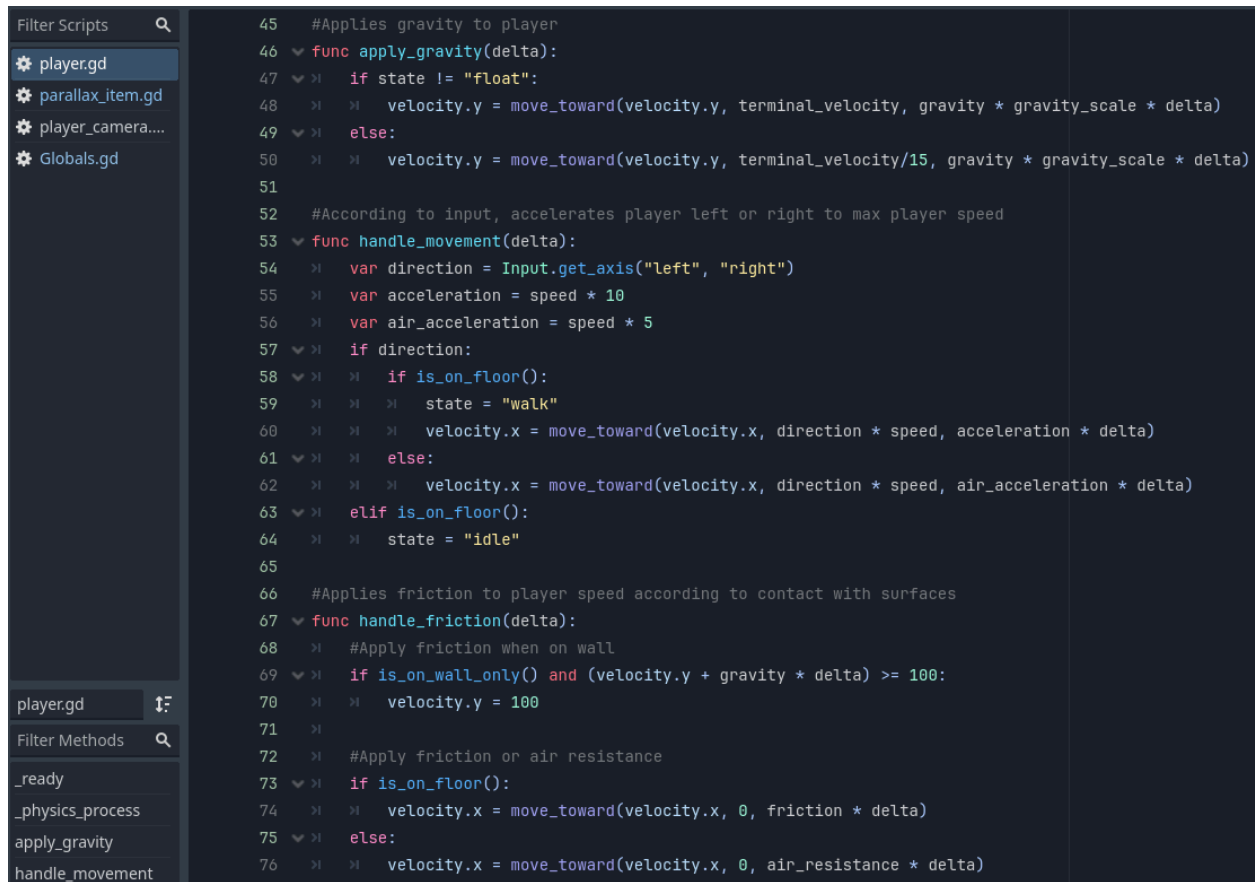 Filter Scripts
player.gd
parallax_item.gd
player_camera....
Globals.gd
player.gd
Filter Methods
_ready
_physics_process
apply_gravity
handle_movement
45 #Applies gravity to player
46 func apply_gravity(delta):
47 if state != "float":
48 velocity.y = move_toward(velocity.y, terminal_velocity, gravity * gravity_scale * delta)
49 else:
50 velocity.y = move_toward(velocity.y, terminal_velocity/15, gravity * gravity_scale * delta)
51
52 #According to input, accelerates player left or right to max player speed
53 func handle_movement(delta):
54 var direction = Input.get_axis("left", "right")
55 var acceleration = speed * 10
56 var air_acceleration = speed * 5
57 if direction:
58 if is_on_floor():
59 state = "walk"
60 velocity.x = move_toward(velocity.x, direction * speed, acceleration * delta)
61 else:
62 velocity.x = move_toward(velocity.x, direction * speed, air_acceleration * delta)
63 elif is_on_floor():
64 state = "idle"
65
66 #Applies friction to player speed according to contact with surfaces
67 func handle_friction(delta):
68 #Apply friction when on wall
69 if is_on_wall_only() and (velocity.y + gravity * delta) >= 100:
70 velocity.y = 100
71
72 #Apply friction or air resistance
73 if is_on_floor():
74 velocity.x = move_toward(velocity.x, 0, friction * delta)
75 else:
76 velocity.x = move_toward(velocity.x, 0, air_resistance * delta)